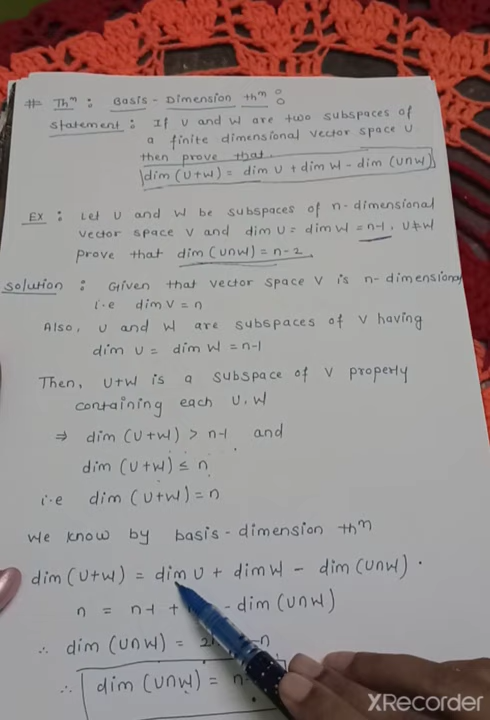 # Thm : Basis - Dimension thm :
Statement : If U and W are two subspaces of
a finite dimensional vector space U
then prove that
dim (U+W) = dim U + dim W - dim (U∩W)
Ex : Let U and W be subspaces of n-dimensional
vector space V and dim U = dim W = n-1, U≠W
prove that dim (U∩W) = n-2
Solution : Given that vector space V is n-dimensional
i.e dim V = n
Also, U and W are subspaces of V having
dim U = dim W = n-1
Then, U+W is a subspace of V properly
containing each U, W
⇒ dim (U+W) > n-1 and
dim (U+W) ≤ n
i.e dim (U+W) = n
We know by basis-dimension thm
dim (U+W) = dim U + dim W - dim (U∩W).
n = n-1 + - dim (U∩W)
∴ dim (U∩W) = 2 - n
∴ dim (U∩W) = n-
XRecorder